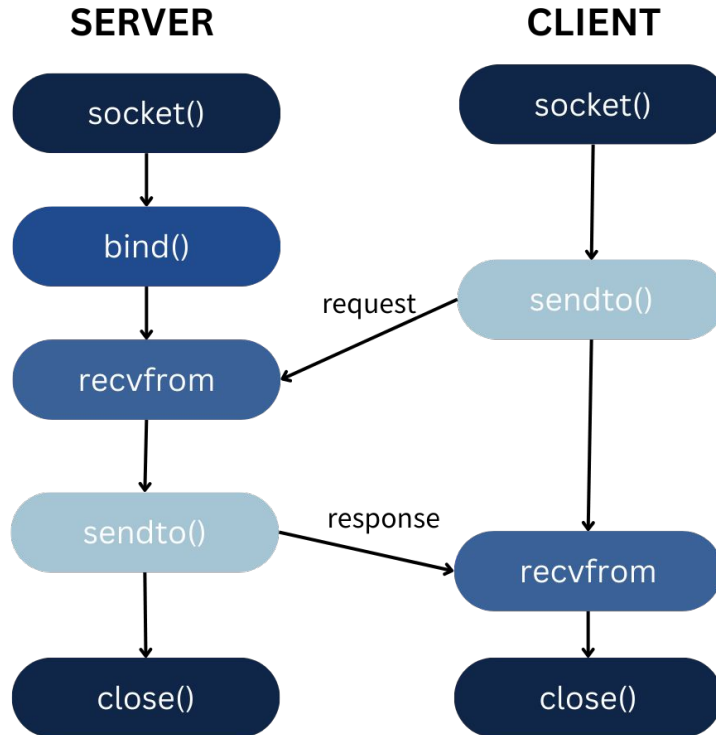 SERVER
CLIENT
socket()
socket()
bind()
sendto()
request
recvfrom
sendto()
response
recvfrom
close()
close()